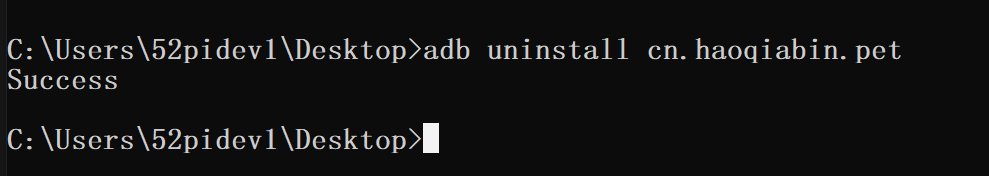 C:\Users\52pidev1\Desktop>adb uninstall cn.haoqiabin.pet
Success
C:\Users\52pidev1\Desktop>